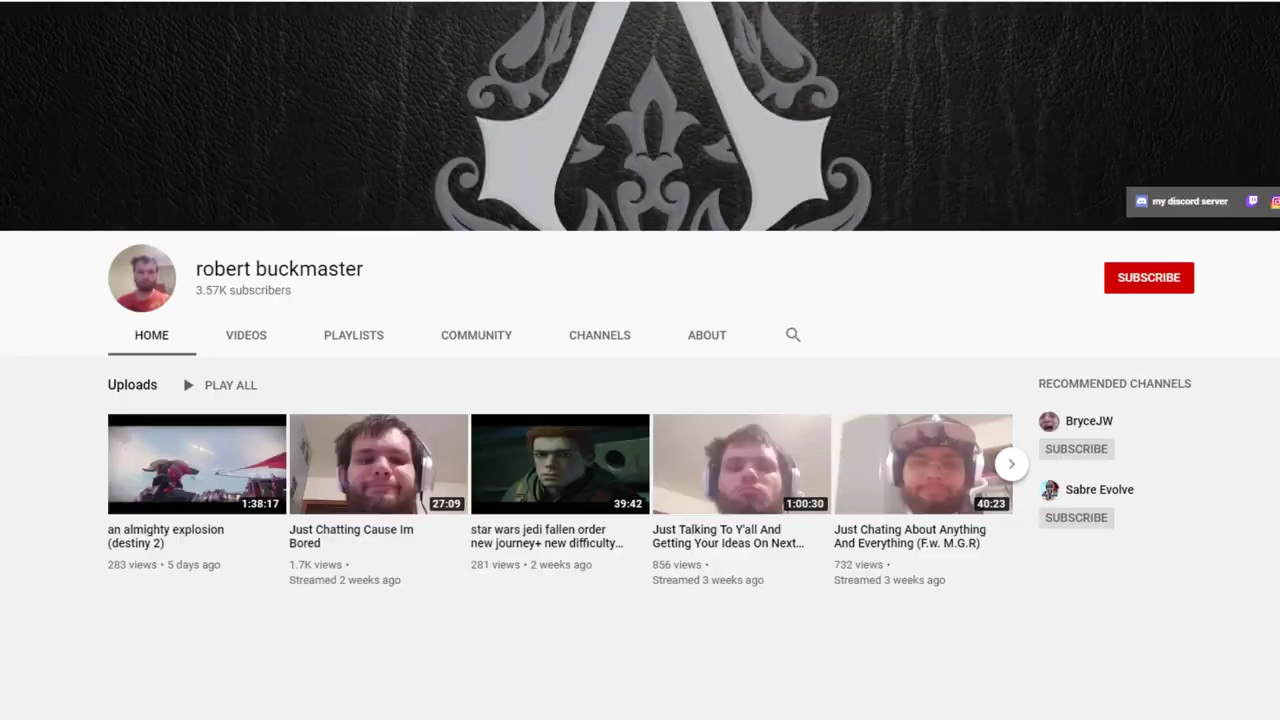 my discord server
robert buckmaster
3.57K subscribers
SUBSCRIBE
HOME VIDEOS PLAYLISTS COMMUNITY CHANNELS ABOUT
Uploads PLAY ALL
1:38:17
an almighty explosion
(destiny 2)
283 views • 5 days ago
27:09
Just Chatting Cause Im
Bored
1.7K views •
Streamed 2 weeks ago
39:42
star wars jedi fallen order
new journey+ new difficulty...
281 views • 2 weeks ago
1:00:30
Just Talking To Y'all And
Getting Your Ideas On Next...
856 views •
Streamed 3 weeks ago
40:23
Just Chating About Anything
And Everything (F.w. M.G.R)
732 views •
Streamed 3 weeks ago
RECOMMENDED CHANNELS
BryceJW
SUBSCRIBE
Sabre Evolve
SUBSCRIBE